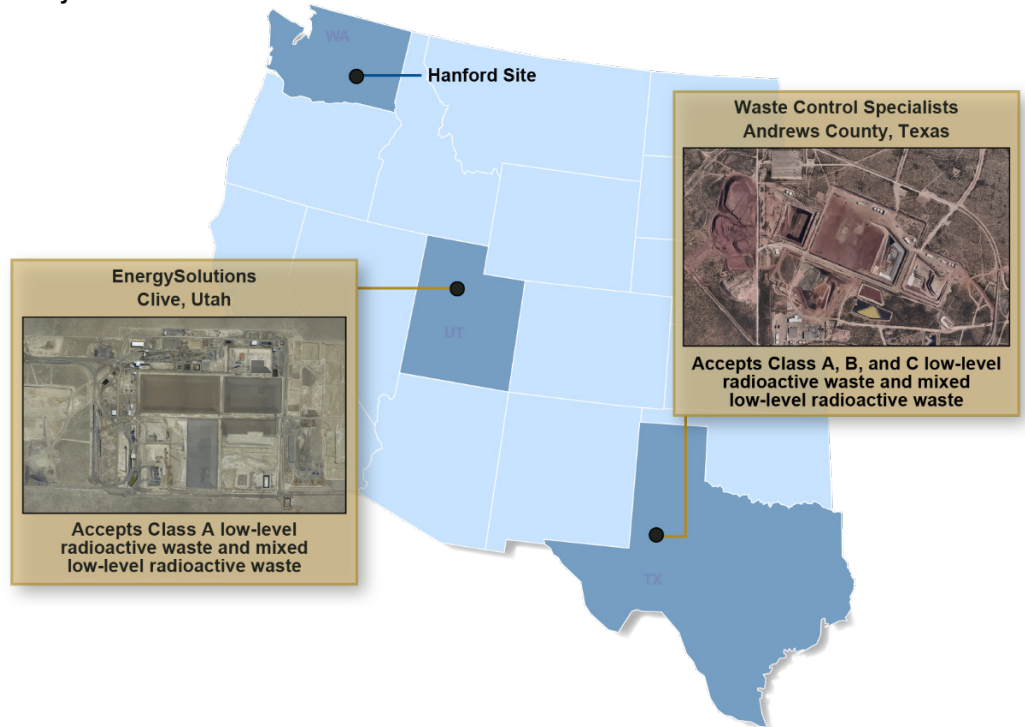 WA
Hanford Site
Waste Control Specialists
Andrews County, Texas
Accepts Class A, B, and C low-level
radioactive waste and mixed
low-level radioactive waste
EnergySolutions
Clive, Utah
UT
Accepts Class A low-level
radioactive waste and mixed
low-level radioactive waste
TX